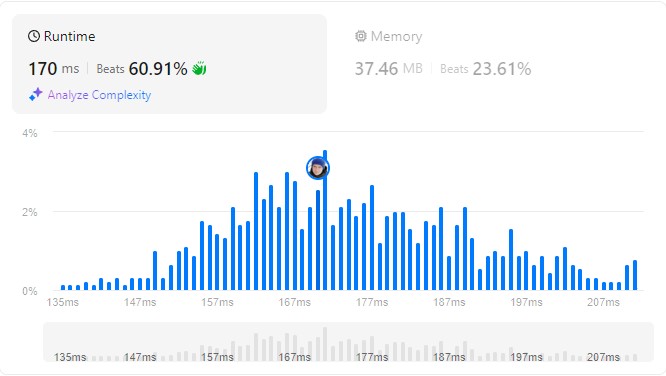 Runtime
170 ms | Beats 60.91%
Analyze Complexity
Memory
37.46 MB | Beats 23.61%
4%
2%
0%
135ms 147ms 157ms 167ms 177ms 187ms 197ms 207ms
135ms 147ms 157ms 167ms 177ms 187ms 197ms 207ms